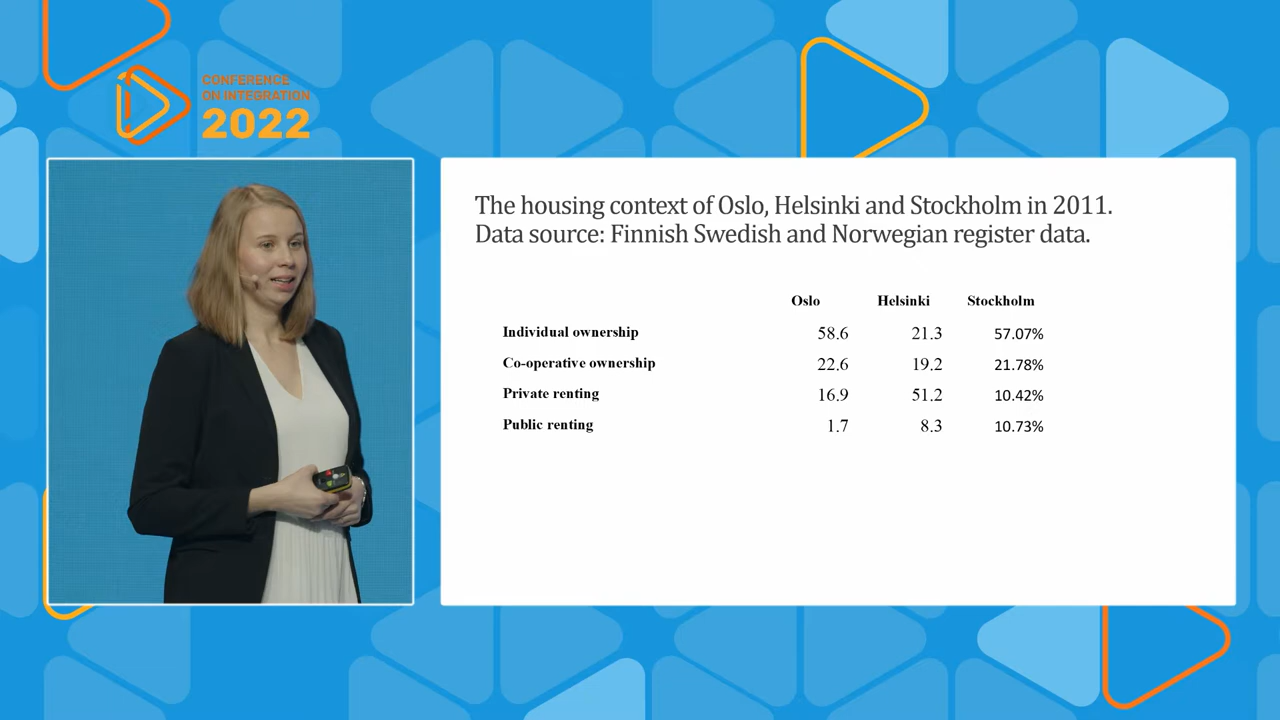 CONFERENCE
ON INTEGRATION
2022
The housing context of Oslo, Helsinki and Stockholm in 2011.
Data source: Finnish Swedish and Norwegian register data.
Oslo Helsinki Stockholm
Individual ownership 58.6 21.3 57.07%
Co-operative ownership 22.6 19.2 21.78%
Private renting 16.9 51.2 10.42%
Public renting 1.7 8.3 10.73%